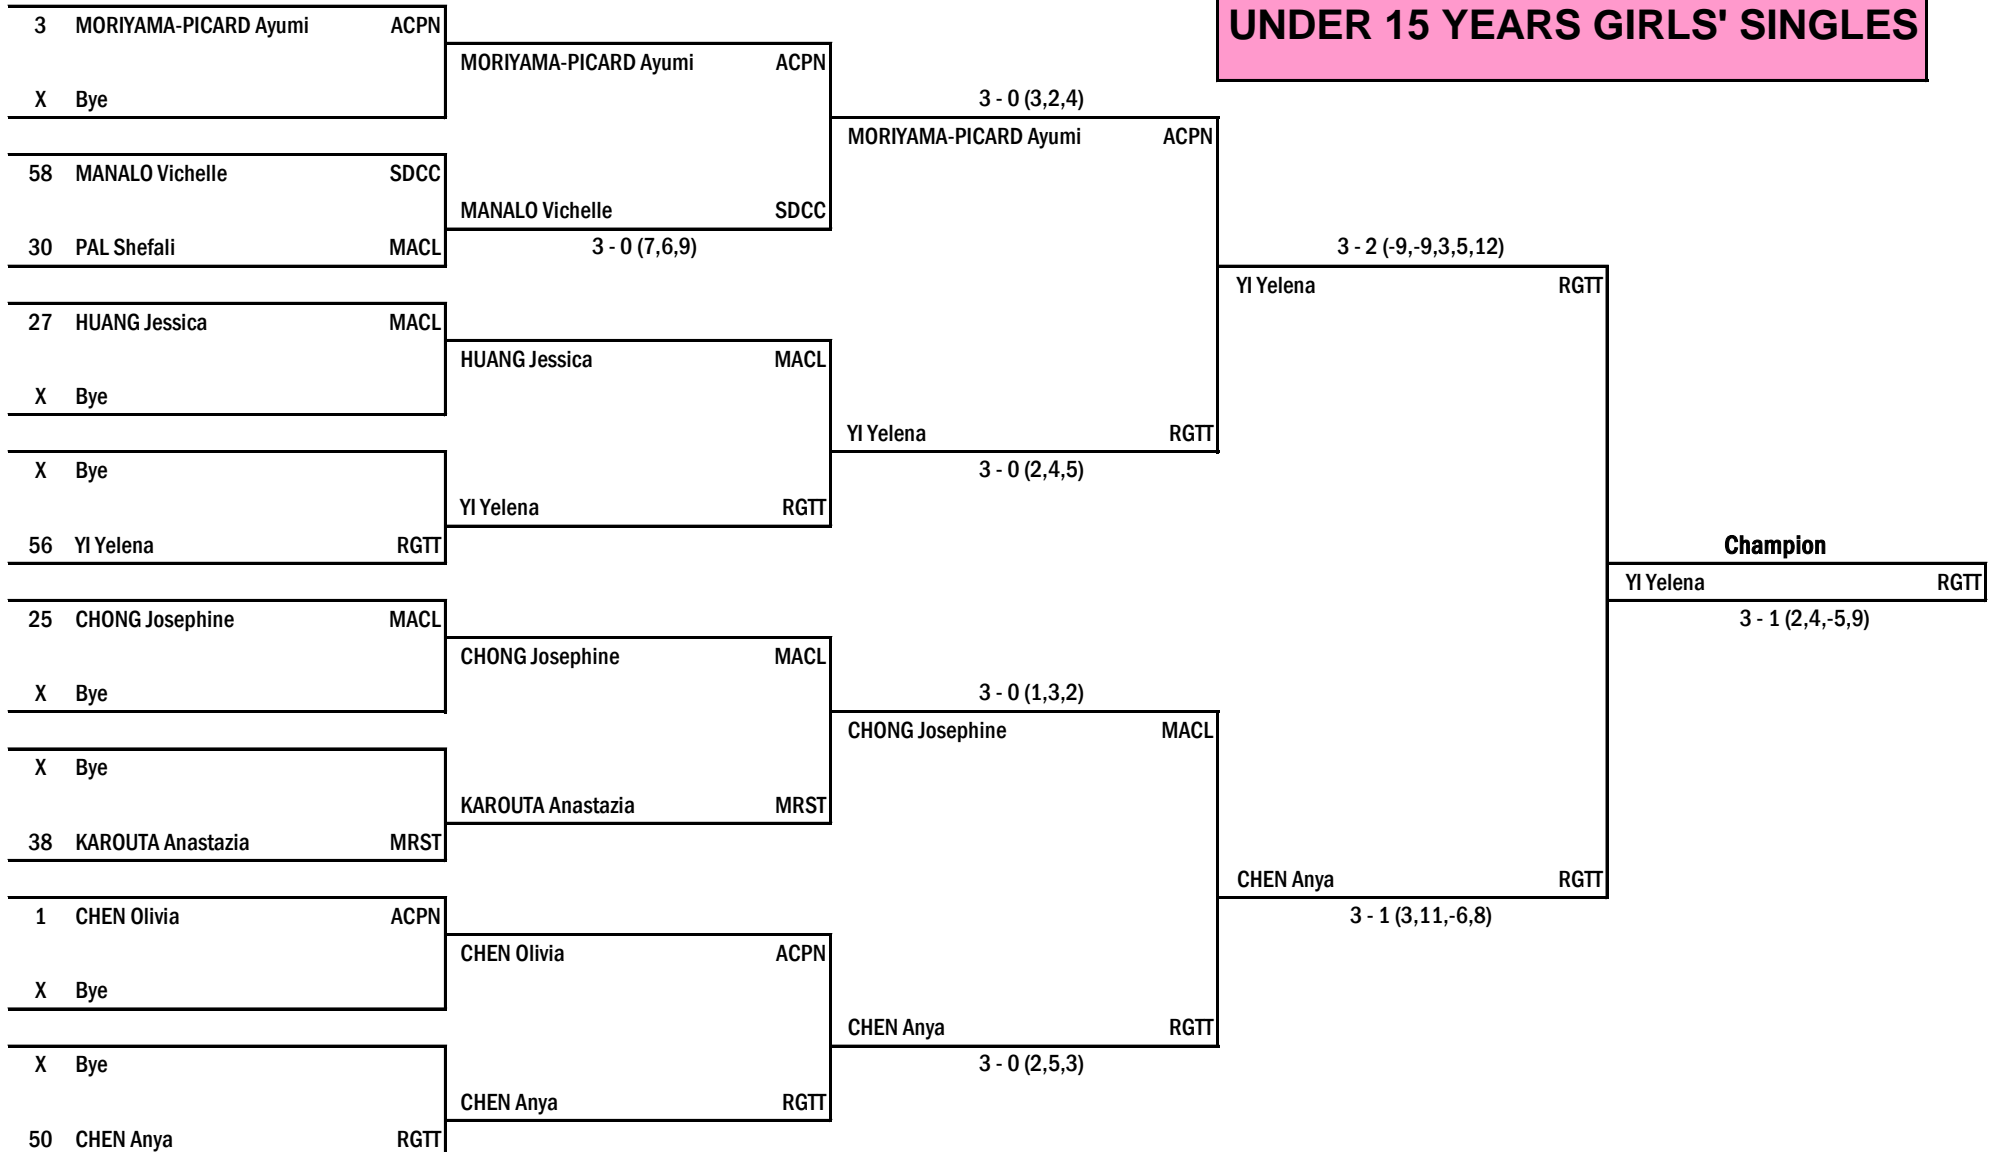 UNDER 15 YEARS GIRLS' SINGLES
3 MORIYAMA-PICARD Ayumi ACPN
MORIYAMA-PICARD Ayumi ACPN
X Bye
3 - 0 (3,2,4)
MORIYAMA-PICARD Ayumi ACPN
58 MANALO Vichelle SDCC
MANALO Vichelle SDCC
30 PAL Shefali MACL
3 - 0 (7,6,9)
3 - 2 (-9,-9,3,5,12)
YI Yelena RGTT
27 HUANG Jessica MACL
HUANG Jessica MACL
X Bye
YI Yelena RGTT
X Bye
3 - 0 (2,4,5)
YI Yelena RGTT
56 YI Yelena RGTT
Champion
YI Yelena RGTT
25 CHONG Josephine MACL
3 - 1 (2,4,-5,9)
CHONG Josephine MACL
X Bye
3 - 0 (1,3,2)
CHONG Josephine MACL
X Bye
KAROUTA Anastazia MRST
38 KAROUTA Anastazia MRST
CHEN Anya RGTT
1 CHEN Olivia ACPN
3 - 1 (3,11,-6,8)
CHEN Olivia ACPN
X Bye
CHEN Anya RGTT
X Bye
3 - 0 (2,5,3)
CHEN Anya RGTT
50 CHEN Anya RGTT